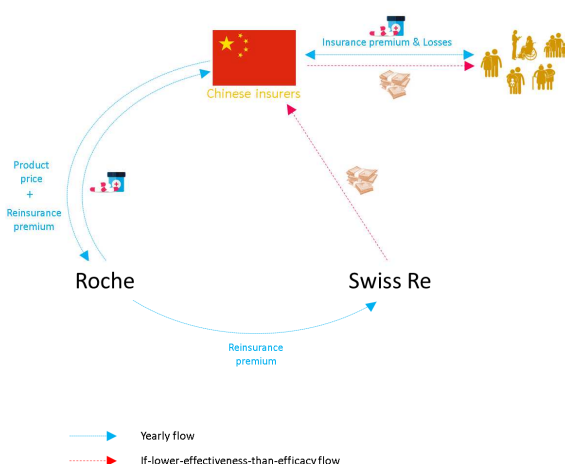 Insurance premium & Losses
Chinese insurers
Product
price
+
Reinsurance
premium
Roche
Swiss Re
Reinsurance
premium
Yearly flow
If-lower-effectiveness-than-efficacy flow